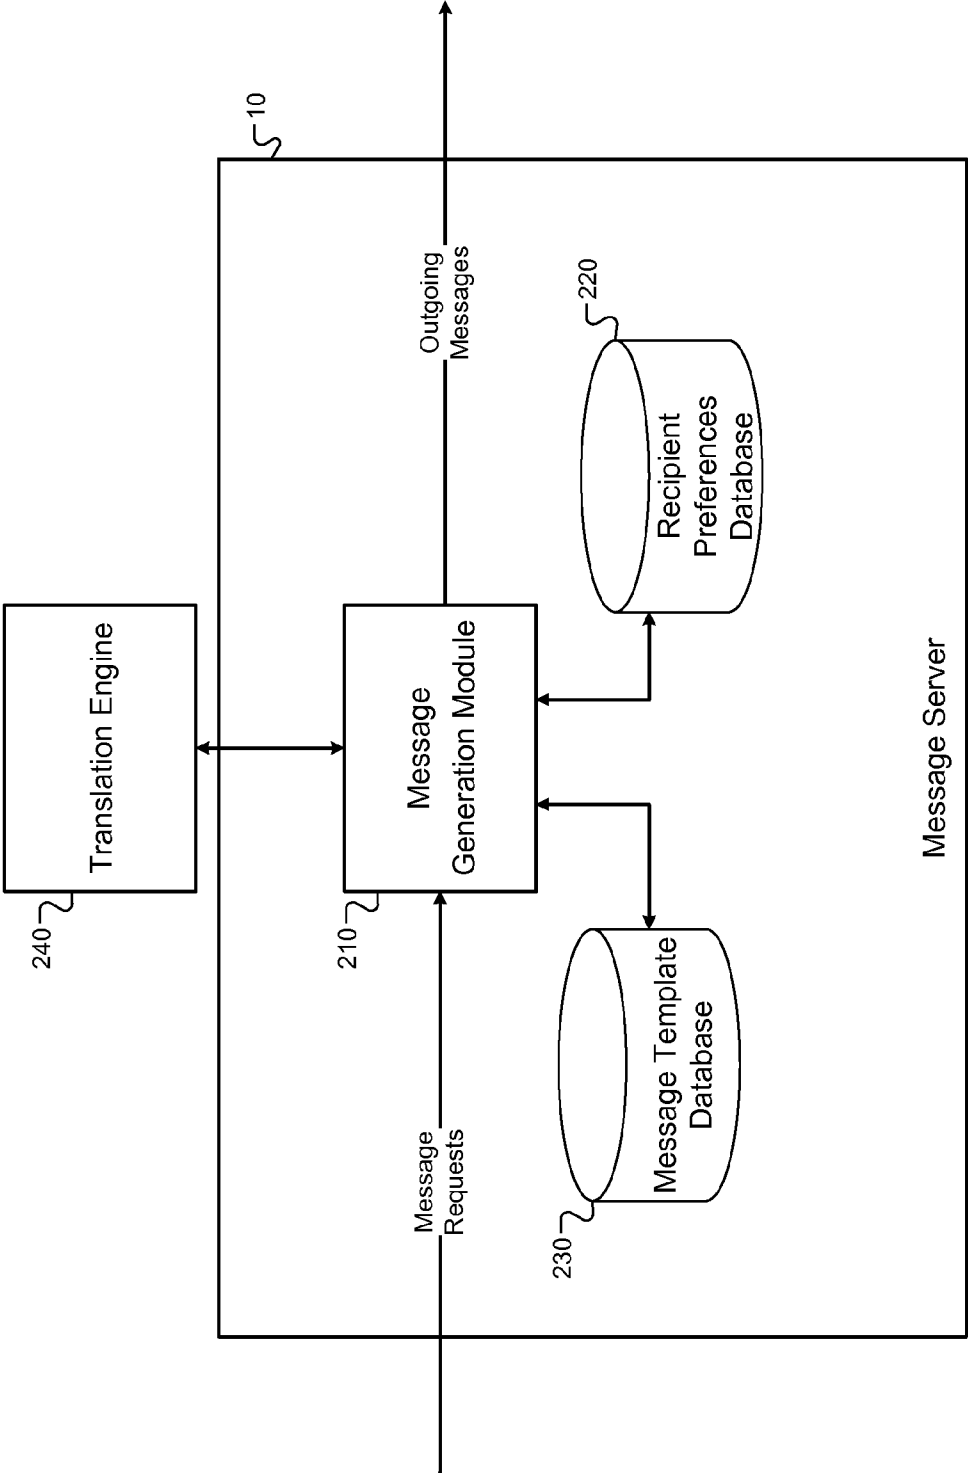 240
Translation Engine
10
210
Message
Generation Module
Message
Requests
Outgoing
Messages
230
Message Template
Database
220
Recipient
Preferences
Database
Message Server